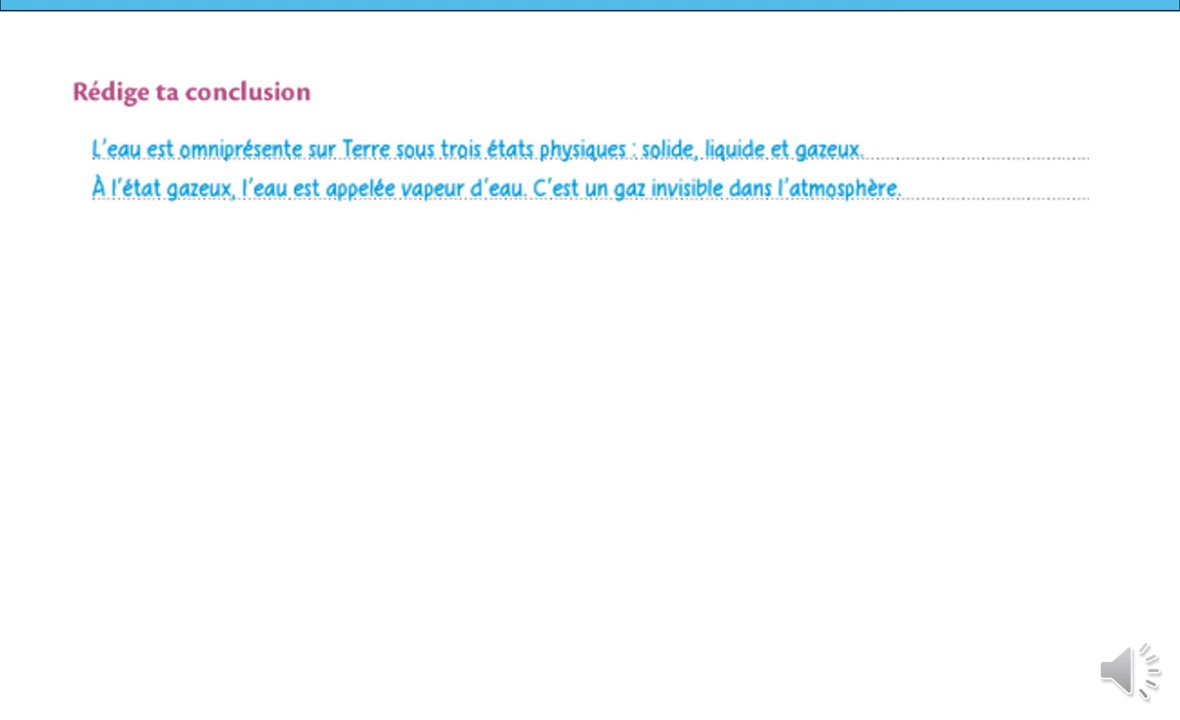 Rédige ta conclusion
L'eau est omniprésente sur Terre sous trois états physiques : solide, liquide et gazeux.
À l'état gazeux, l'eau est appelée vapeur d'eau. C'est un gaz invisible dans l'atmosphère.